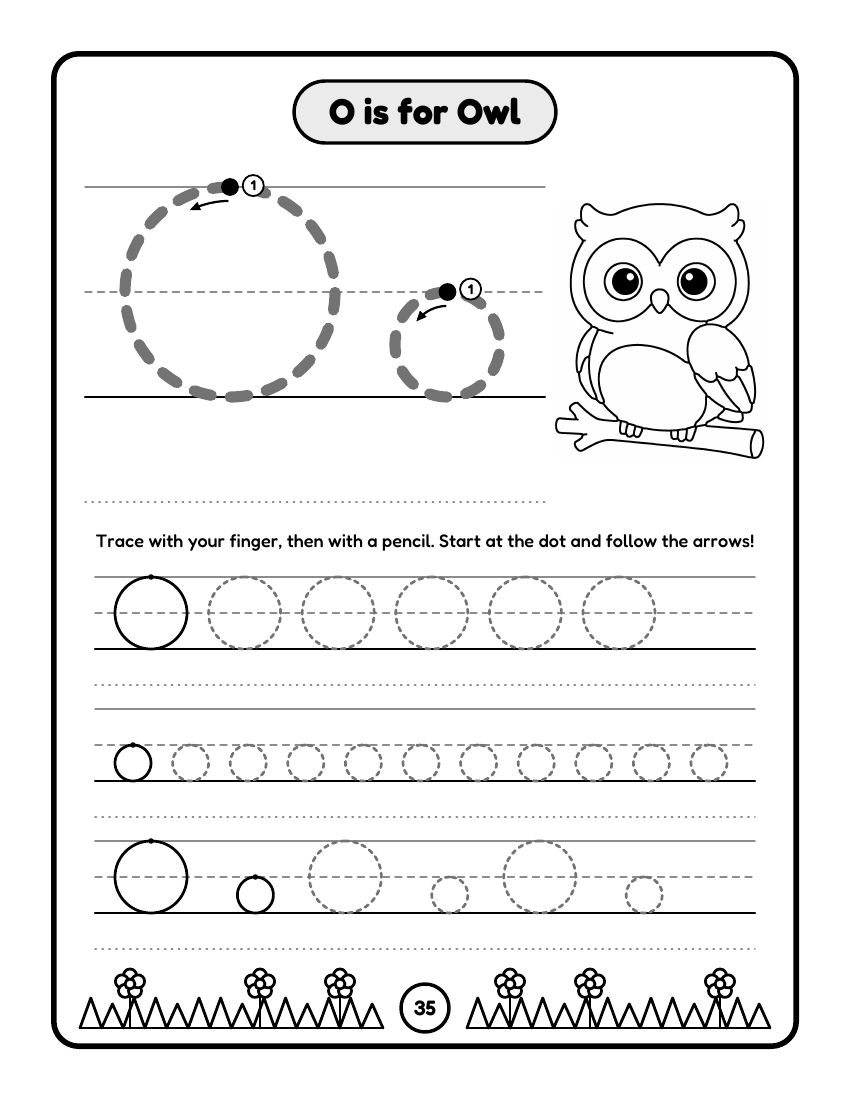 O is for Owl
1
O
1
o
Trace with your finger, then with a pencil. Start at the dot and follow the arrows!
O O O O O O
o o o o o o o o o o o
O o O o O o
35